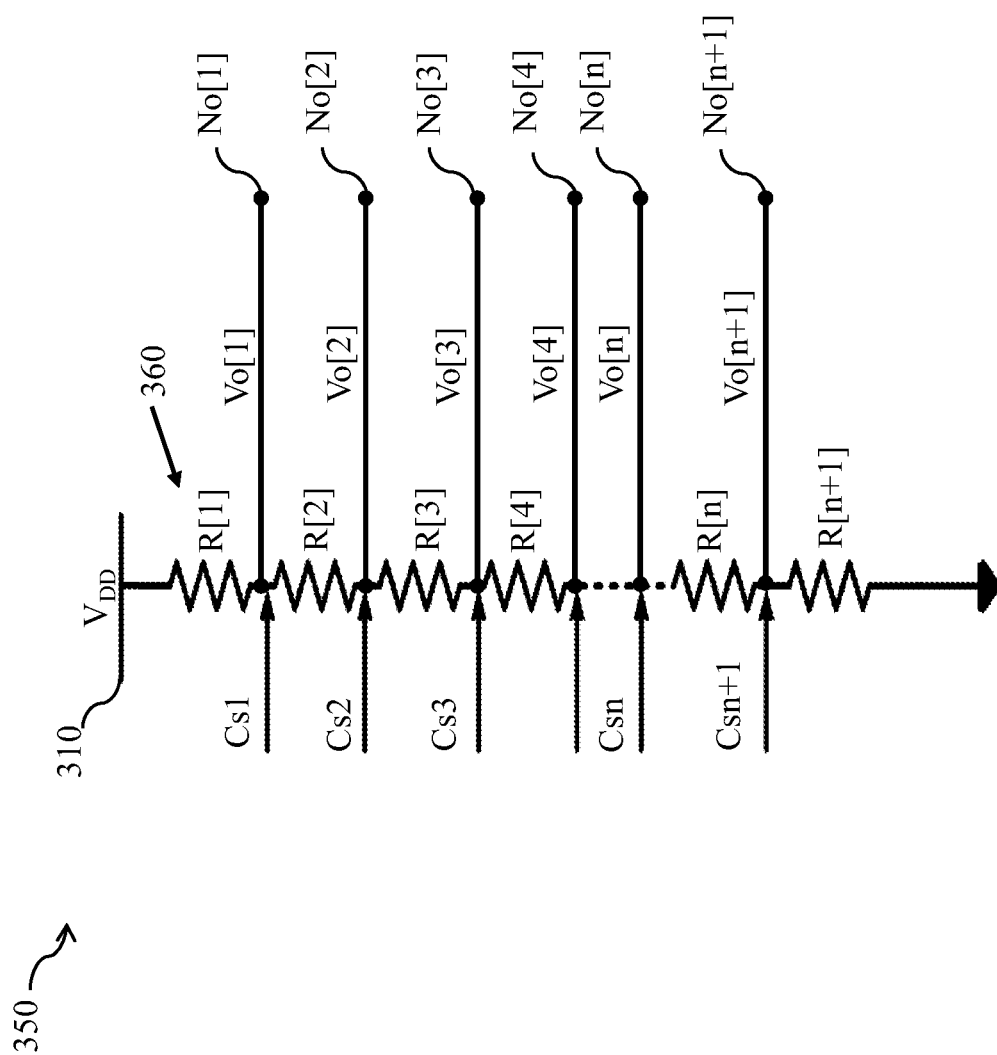 350
310
V_DD
360
R[1]
No[1]
Cs1
Vo[1]
R[2]
No[2]
Cs2
Vo[2]
R[3]
No[3]
Cs3
Vo[3]
R[4]
No[4]
Vo[4]
No[n]
Csn
Vo[n]
R[n]
No[n+1]
Csn+1
Vo[n+1]
R[n+1]